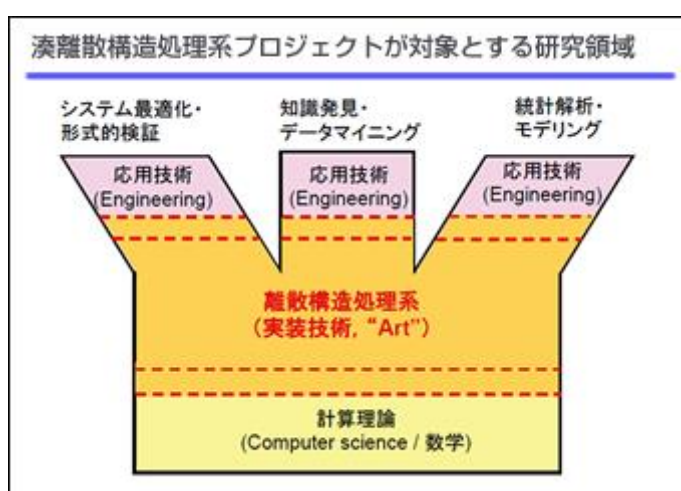 湊離散構造処理系プロジェクトが対象とする研究領域
システム最適化・
形式的検証
知識発見・
データマイニング
統計解析・
モデリング
応用技術
(Engineering)
応用技術
(Engineering)
応用技術
(Engineering)
離散構造処理系
(実装技術, “Art”)
計算理論
(Computer science / 数学)